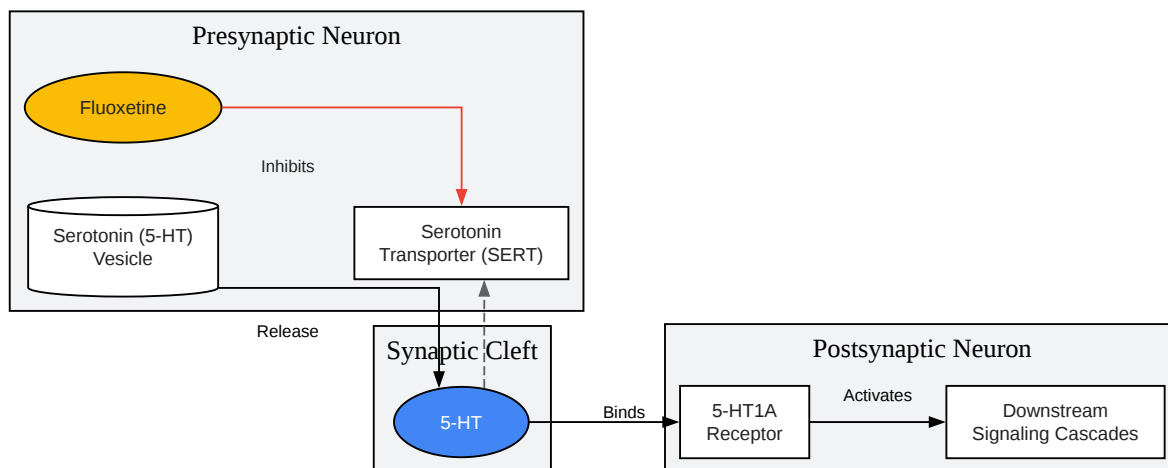 Presynaptic Neuron
Fluoxetine
Inhibits
Serotonin (5-HT)
Vesicle
Serotonin
Transporter (SERT)
Release
Synaptic Cleft
5-HT
Binds
Postsynaptic Neuron
5-HT1A
Receptor
Activates
Downstream
Signaling Cascades